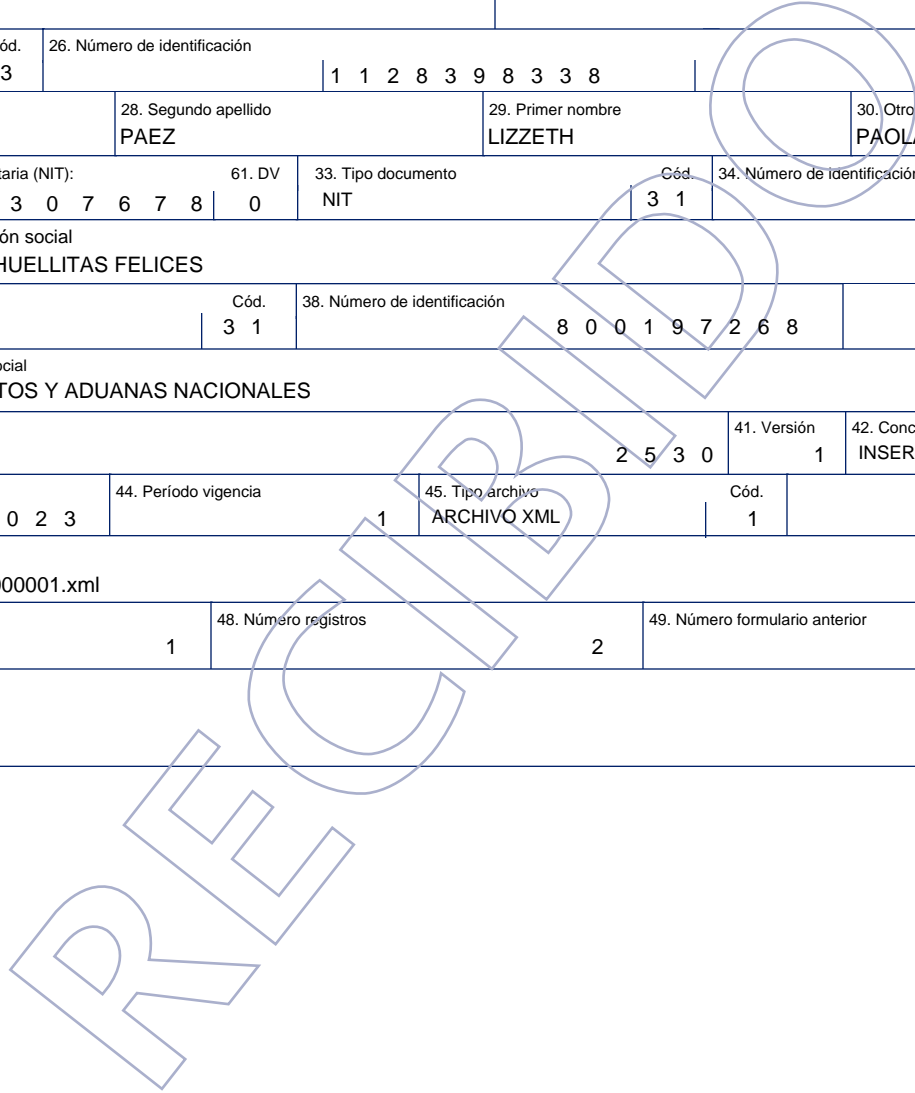 ód. 26. Número de identificación
3 1 1 2 8 3 9 8 3 3 8
28. Segundo apellido 29. Primer nombre 30. Otro
PAEZ LIZZETH PAOLA
taria (NIT): 61. DV 33. Tipo documento Cód. 34. Número de identificación
3 0 7 6 7 8 0 NIT 3 1
ón social
HUELLITAS FELICES
Cód. 38. Número de identificación
3 1 8 0 0 1 9 7 2 6 8
ocial
TOS Y ADUANAS NACIONALES
41. Versión 42. Conc
2 5 3 0 1 INSER
44. Período vigencia 45. Tipo archivo Cód.
0 2 3 1 ARCHIVO XML 1
000001.xml
48. Número registros 49. Número formulario anterior
1 2
RECIBIDO